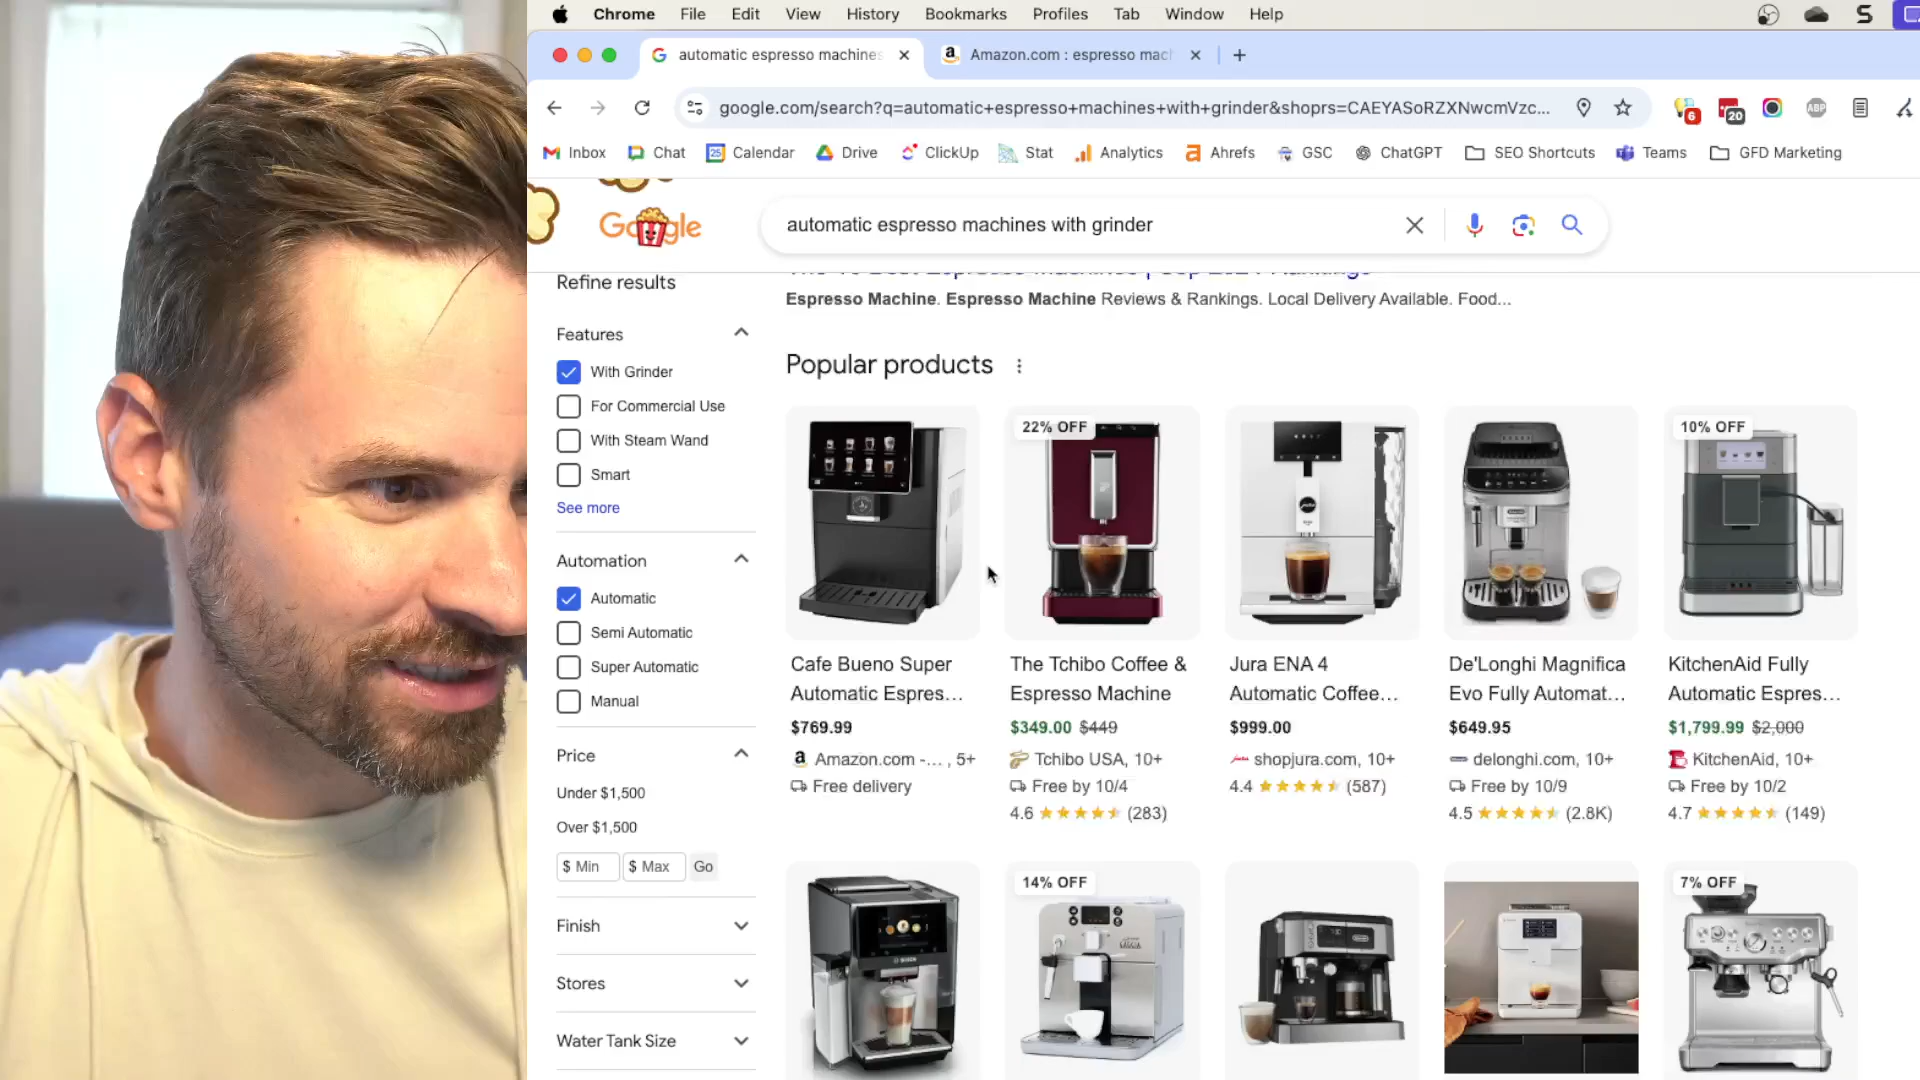 Chrome File Edit View History Bookmarks Profiles Tab Window Help
automatic espresso machines
Amazon.com : espresso mac
google.com/search?q=automatic+espresso+machines+with+grinder&shoprs=CAEYASoRZXNwcmVzc...
6
20
ABP
Inbox Chat Calendar Drive ClickUp Stat Analytics Ahrefs GSC ChatGPT SEO Shortcuts Teams GFD Marketing
Google
automatic espresso machines with grinder
Refine results
Features
With Grinder
For Commercial Use
With Steam Wand
Smart
See more
Automation
Automatic
Semi Automatic
Super Automatic
Manual
Price
Under $1,500
Over $1,500
$ Min $ Max Go
Finish
Stores
Water Tank Size
Espresso Machine. Espresso Machine Reviews & Rankings. Local Delivery Available. Food...
Popular products
Cafe Bueno Super
Automatic Espres...
$769.99
Amazon.com -... , 5+
Free delivery
22% OFF
The Tchibo Coffee &
Espresso Machine
$349.00 $449
Tchibo USA, 10+
Free by 10/4
4.6 (283)
Jura ENA 4
Automatic Coffee...
$999.00
shopjura.com, 10+
4.4 (587)
De'Longhi Magnifica
Evo Fully Automat...
$649.95
delonghi.com, 10+
Free by 10/9
4.5 (2.8K)
10% OFF
KitchenAid Fully
Automatic Espres...
$1,799.99 $2,000
KitchenAid, 10+
Free by 10/2
4.7 (149)
14% OFF
7% OFF